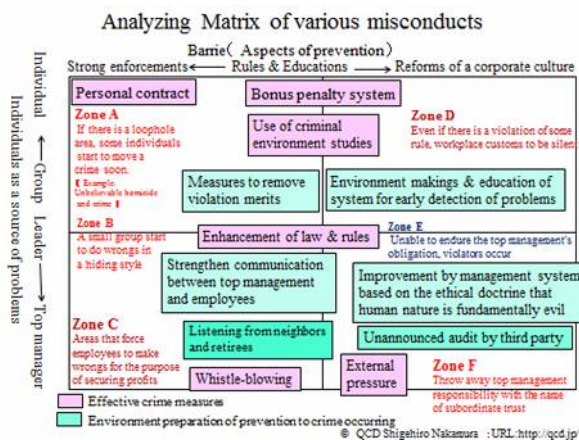 Analyzing Matrix of various misconducts
Barrie( Aspects of prevention)
Strong enforcements ← Rules & Educations → Reforms of a corporate culture
Individuals as a source of problems
Individual ← Group Leader → Top manager
Personal contract
Bonus penalty system
Zone A
If there is a loophole
area, some individuals
start to move a
crime soon.
【 Example:
Unbelievable homicide
and crime 】
Use of criminal
environment studies
Zone D
Even if there is a violation of some
rule, workplace customs to be silent
Measures to remove
violation merits
Environment makings & education of
system for early detection of problems
Zone B
A small group start
to do wrongs in
a hiding style
Enhancement of law & rules
Zone E
Unable to endure the top management's
obligation, violators occur
Strengthen communication
between top management
and employees
Improvement by management system
based on the ethical doctrine that
human nature is fundamentally evil
Zone C
Areas that force
employees to make
wrongs for the purpose
of securing profits
Listening from neighbors
and retirees
Unannounced audit by third party
Whistle-blowing
External
pressure
Zone F
Throw away top management
responsibility with the name
of subordinate trust
Effective crime measures
Environment preparation of prevention to crime occurring
© QCD Shigehiro Nakamura :URL:http://qcd.jp/